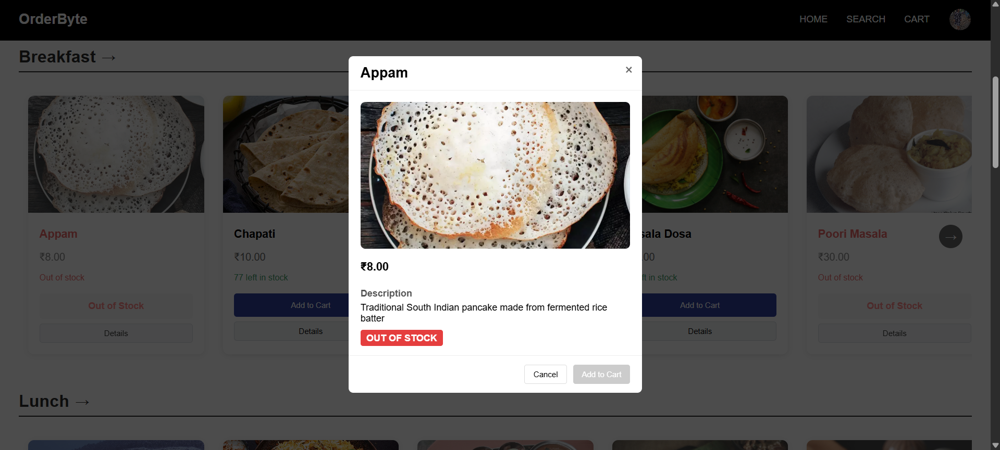 OrderByte
HOME
SEARCH
CART
Breakfast →
Appam
×
₹8.00
Description
Traditional South Indian pancake made from fermented rice
batter
OUT OF STOCK
Cancel
Add to Cart
Appam
₹8.00
Out of stock
Out of Stock
Details
Chapati
₹10.00
77 left in stock
Add to Cart
Details
sala Dosa
.00
ft in stock
Add to Cart
Details
Poori Masala
₹30.00
Out of stock
Out of Stock
Details
→
Lunch →